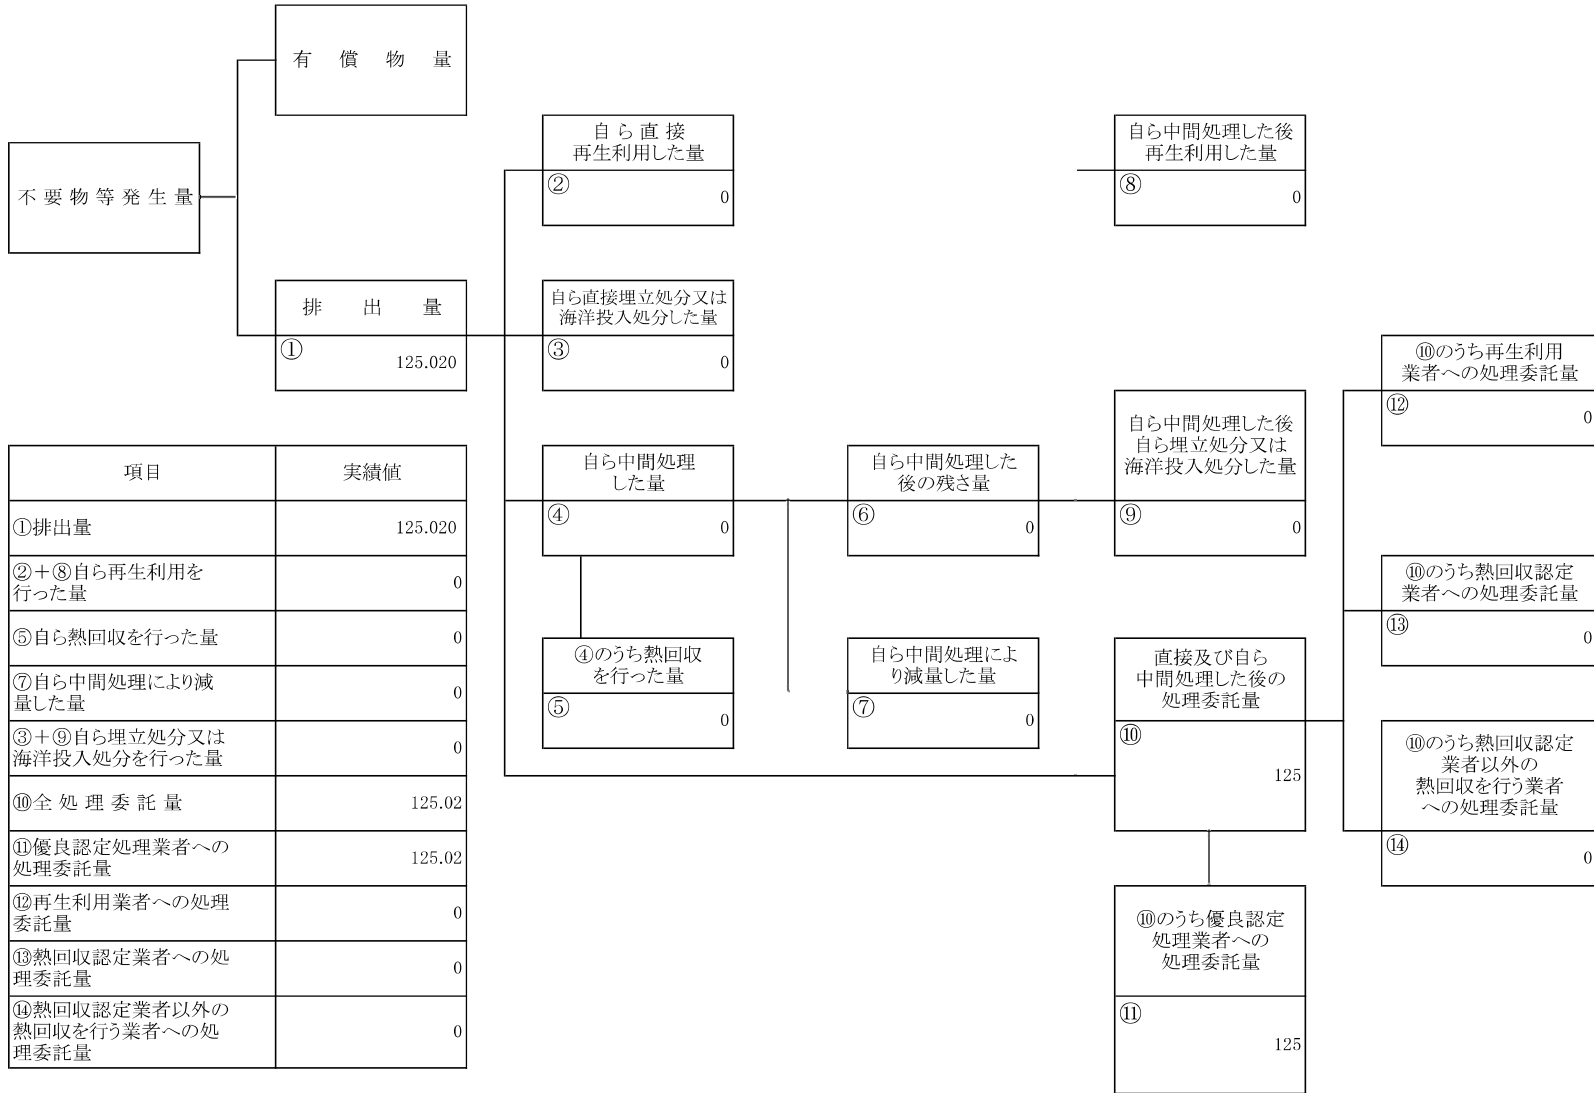 有 償 物 量
不 要 物 等 発 生 量
排 出 量
①
125.020
自 ら 直 接
再生利用した量
②
0
自ら直接埋立処分又は
海洋投入処分した量
③
0
自ら中間処理
した量
④
0
④のうち熱回収
を行った量
⑤
0
自ら中間処理した
後の残さ量
⑥
0
自ら中間処理によ
り減量した量
⑦
0
自ら中間処理した後
再生利用した量
⑧
0
自ら中間処理した後
自ら埋立処分又は
海洋投入処分した量
⑨
0
直接及び自ら
中間処理した後の
処理委託量
⑩
125
⑩のうち優良認定
処理業者への
処理委託量
⑪
125
⑩のうち再生利用
業者への処理委託量
⑫
0
⑩のうち熱回収認定
業者への処理委託量
⑬
0
⑩のうち熱回収認定
業者以外の
熱回収を行う業者
への処理委託量
⑭
0
項目 実績値
①排出量 125.020
②＋⑧自ら再生利用を
行った量
0
⑤自ら熱回収を行った量 0
⑦自ら中間処理により減
量した量
0
③＋⑨自ら埋立処分又は
海洋投入処分を行った量
0
⑩全 処 理 委 託 量 125.02
⑪優良認定処理業者への
処理委託量
125.02
⑫再生利用業者への処理
委託量
0
⑬熱回収認定業者への処
理委託量
0
⑭熱回収認定業者以外の
熱回収を行う業者への処
理委託量
0